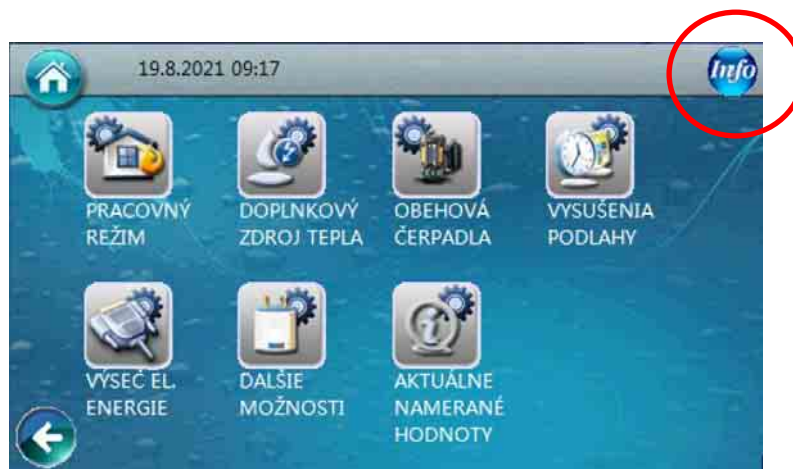 19.8.2021 09:17
Info
PRACOVNÝ
REŽIM
DOPLNKOVÝ
ZDROJ TEPLA
OBEHOVÁ
ČERPADLA
VYSUŠENIA
PODLAHY
VÝSEČ EL.
ENERGIE
DALŠIE
MOŽNOSTI
AKTUÁLNE
NAMERANÉ
HODNOTY